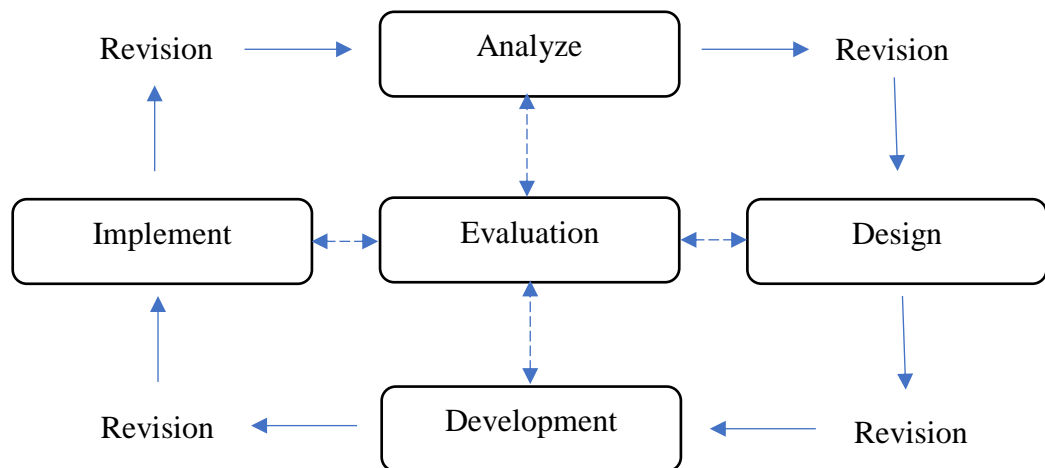 Revision
Analyze
Revision
Implement
Evaluation
Design
Revision
Development
Revision